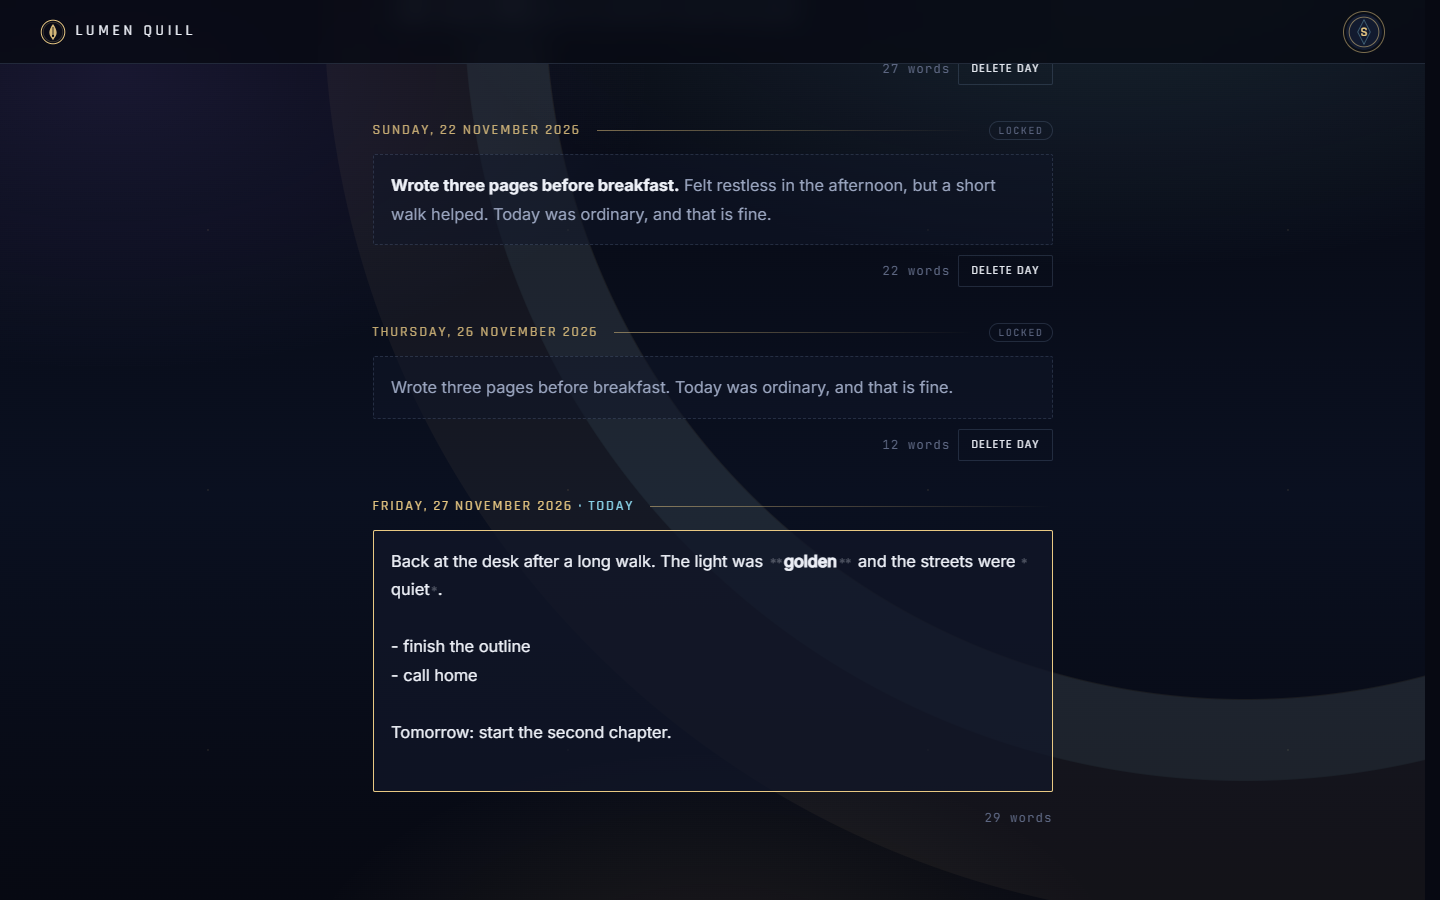 LUMEN QUILL
S
27 words DELETE DAY
SUNDAY, 22 NOVEMBER 2026 LOCKED
Wrote three pages before breakfast. Felt restless in the afternoon, but a short
walk helped. Today was ordinary, and that is fine.
22 words DELETE DAY
THURSDAY, 26 NOVEMBER 2026 LOCKED
Wrote three pages before breakfast. Today was ordinary, and that is fine.
12 words DELETE DAY
FRIDAY, 27 NOVEMBER 2026 · TODAY
Back at the desk after a long walk. The light was **golden** and the streets were *
quiet*.
- finish the outline
- call home
Tomorrow: start the second chapter.
29 words